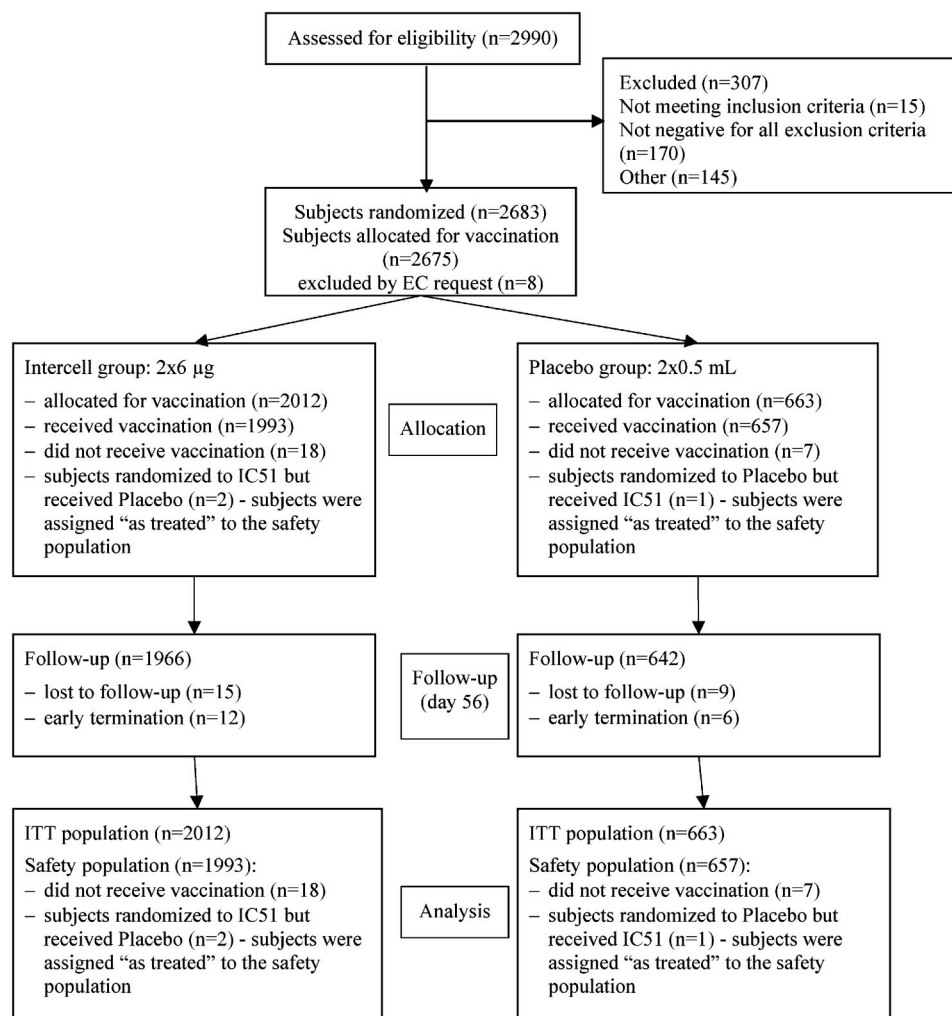 Assessed for eligibility (n=2990)
Excluded (n=307)
Not meeting inclusion criteria (n=15)
Not negative for all exclusion criteria
(n=170)
Other (n=145)
Subjects randomized (n=2683)
Subjects allocated for vaccination
(n=2675)
excluded by EC request (n=8)
Intercell group: 2x6 µg
– allocated for vaccination (n=2012)
– received vaccination (n=1993)
– did not receive vaccination (n=18)
– subjects randomized to IC51 but
received Placebo (n=2) - subjects were
assigned “as treated” to the safety
population
Allocation
Placebo group: 2x0.5 mL
– allocated for vaccination (n=663)
– received vaccination (n=657)
– did not receive vaccination (n=7)
– subjects randomized to Placebo but
received IC51 (n=1) - subjects were
assigned “as treated” to the safety
population
Follow-up (n=1966)
– lost to follow-up (n=15)
– early termination (n=12)
Follow-up
(day 56)
Follow-up (n=642)
– lost to follow-up (n=9)
– early termination (n=6)
ITT population (n=2012)
Safety population (n=1993):
– did not receive vaccination (n=18)
– subjects randomized to IC51 but
received Placebo (n=2) - subjects were
assigned “as treated” to the safety
population
Analysis
ITT population (n=663)
Safety population (n=657):
– did not receive vaccination (n=7)
– subjects randomized to Placebo but
received IC51 (n=1) - subjects were
assigned “as treated” to the safety
population